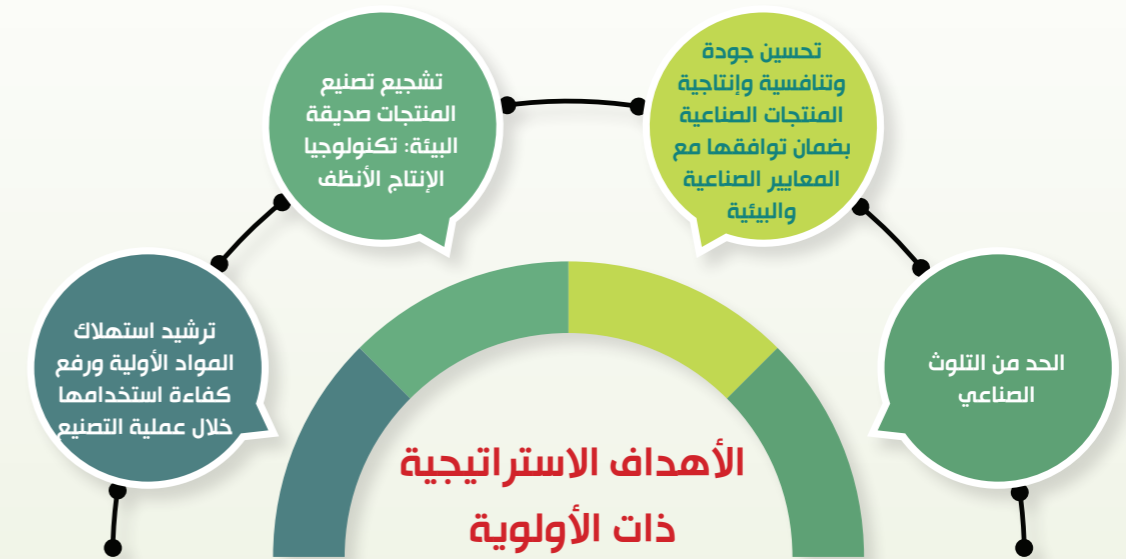 تحسين جودة
وتنافسية وإنتاجية
المنتجات الصناعية
بضمان توافقها مع
المعايير الصناعية
والبيئية
تشجيع تصنيع
المنتجات صديقة
البيئة: تكنولوجيا
الإنتاج الأنظف
الحد من التلوث
الصناعي
ترشيد استهلاك
المواد الأولية ورفع
كفاءة استخدامها
خلال عملية التصنيع
الأهداف الاستراتيجية
ذات الأولوية